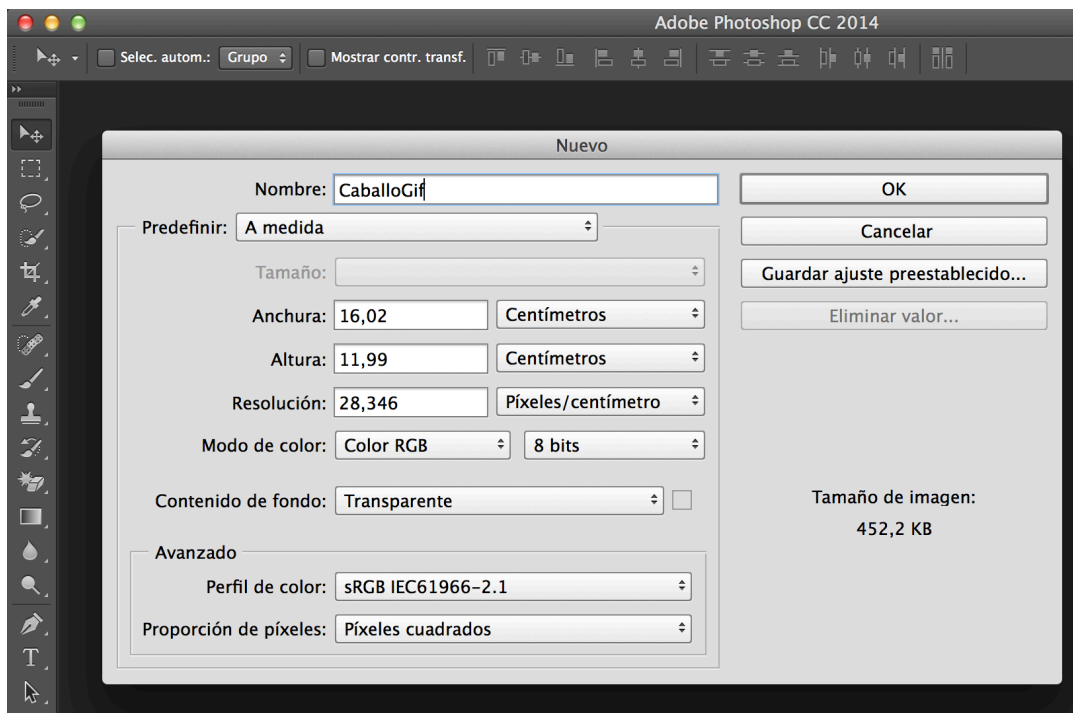 Adobe Photoshop CC 2014
Selec. autom.: Grupo Mostrar contr. transf.
Nuevo
Nombre: CaballoGif
OK
Predefinir: A medida
Cancelar
Tamaño:
Guardar ajuste preestablecido...
Anchura: 16,02 Centímetros
Eliminar valor...
Altura: 11,99 Centímetros
Resolución: 28,346 Píxeles/centímetro
Modo de color: Color RGB 8 bits
Contenido de fondo: Transparente
Tamaño de imagen:
452,2 KB
Avanzado
Perfil de color: sRGB IEC61966-2.1
Proporción de píxeles: Píxeles cuadrados
T